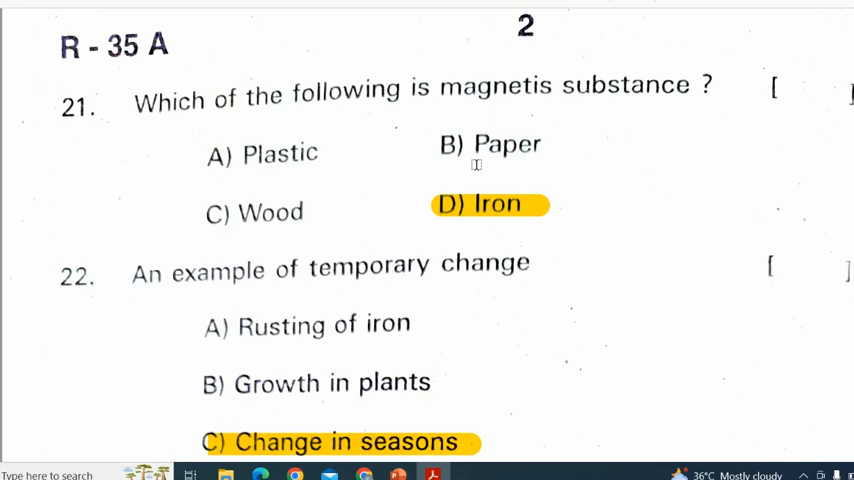 2
R - 35 A
21. Which of the following is magnetis substance ? [ ]
A) Plastic B) Paper
C) Wood D) Iron
22. An example of temporary change [ ]
A) Rusting of iron
B) Growth in plants
C) Change in seasons
Type here to search 36°C Mostly cloudy